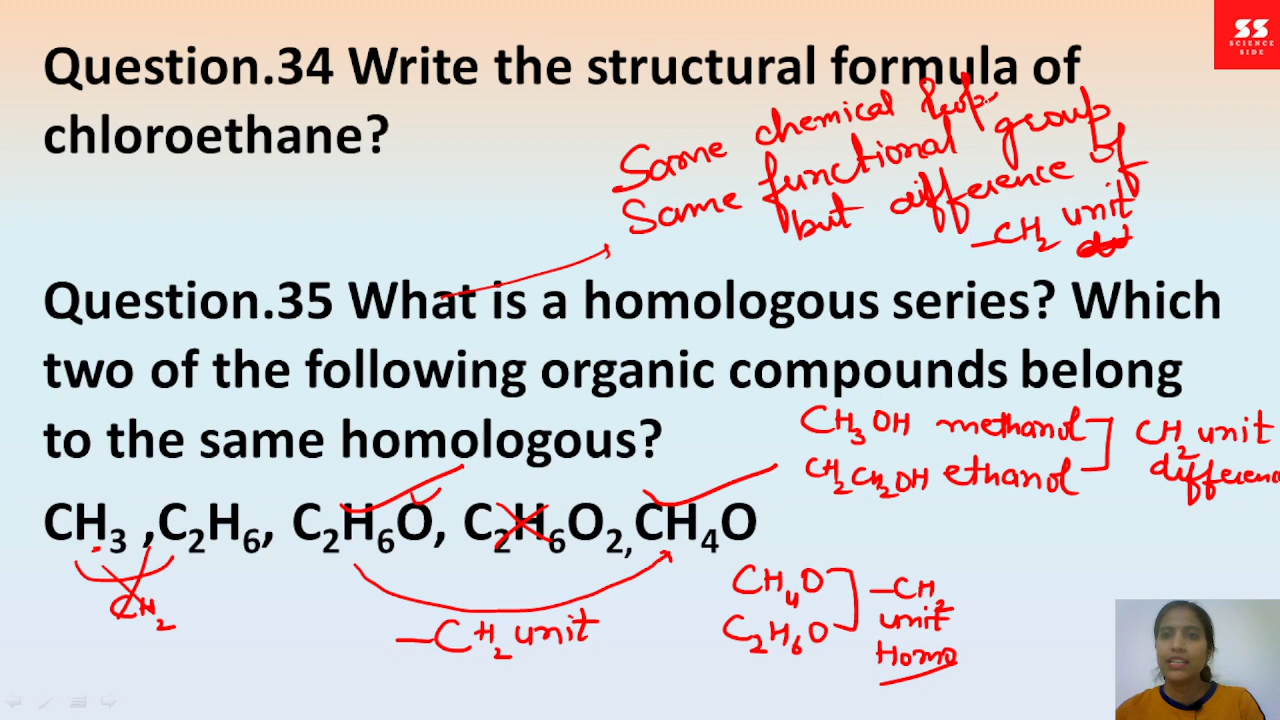 SS
SCIENCE
SIDE
Question.34 Write the structural formula of
chloroethane?
Same chemical prop.
Same functional group
but difference of
-CH₂ unit
Question.35 What is a homologous series? Which
two of the following organic compounds belong
to the same homologous?
CH₃OH methanol
CH₂CH₂OH ethanol
CH₂ unit
differen
CH₃ ,C₂H₆, C₂H₆O, C₂H₆O₂, CH₄O
CH₂
-CH₂ unit
CH₄O
C₂H₆O
-CH₂
unit
Homo